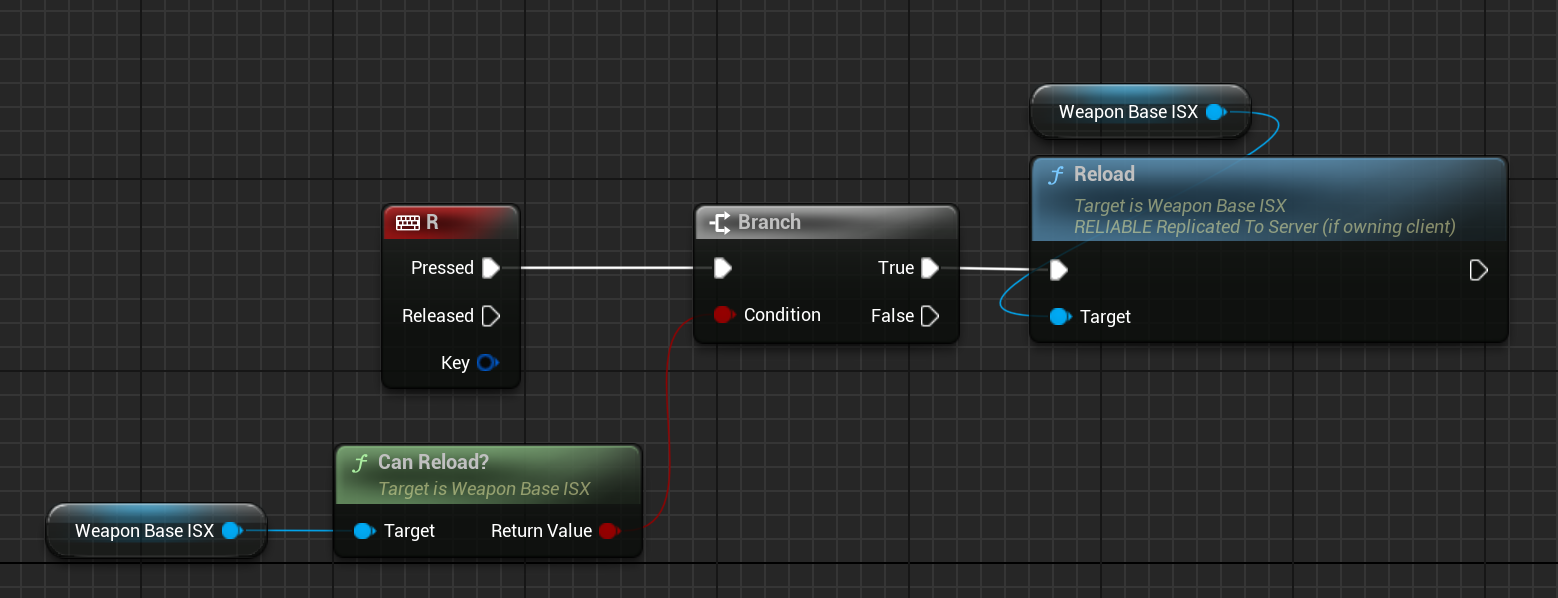 Weapon Base ISX
Reload
Target is Weapon Base ISX
RELIABLE Replicated To Server (if owning client)
Target
R
Pressed
Released
Key
Branch
True
Condition
False
Can Reload?
Target is Weapon Base ISX
Target
Return Value
Weapon Base ISX